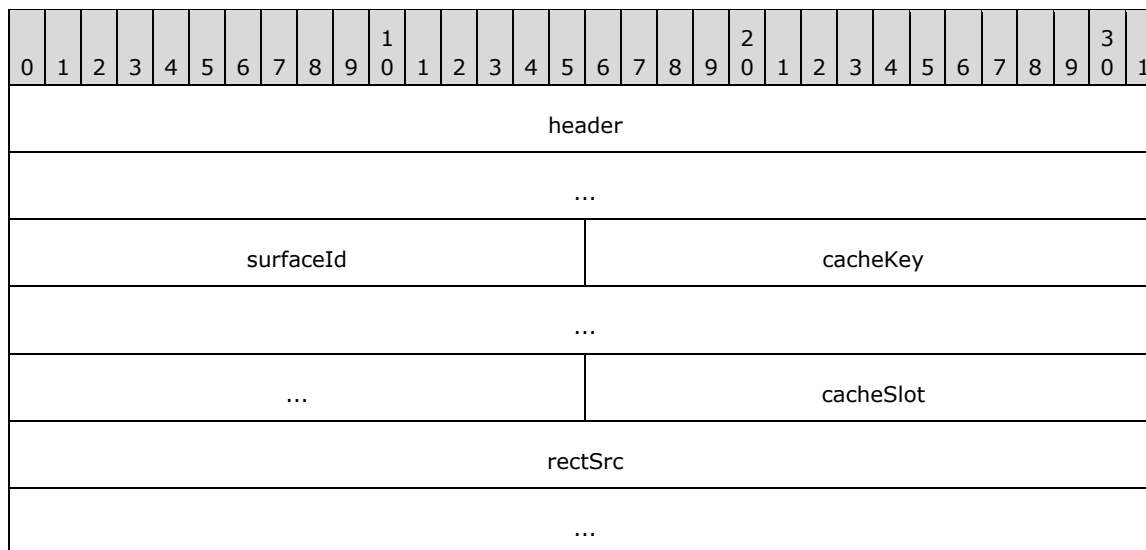 1 2 3
0 1 2 3 4 5 6 7 8 9 0 1 2 3 4 5 6 7 8 9 0 1 2 3 4 5 6 7 8 9 0 1
header
...
surfaceId cacheKey
...
... cacheSlot
rectSrc
...